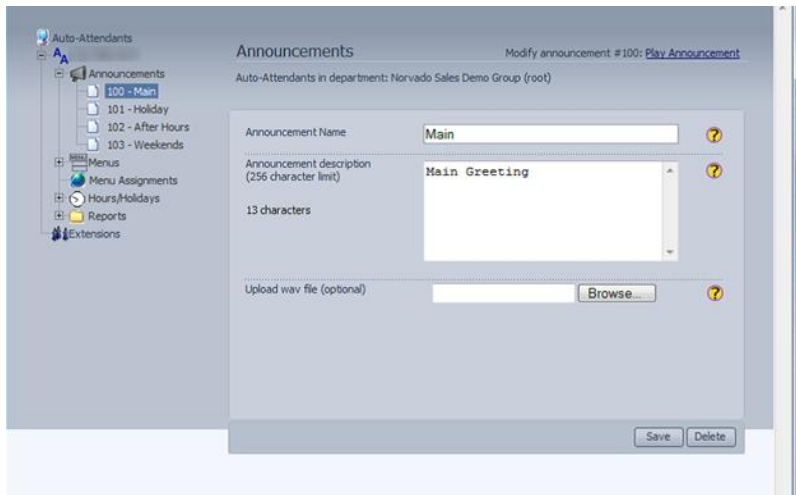 Auto-Attendants
AA
Announcements
100 - Main
101 - Holiday
102 - After Hours
103 - Weekends
MENU
Menus
Menu Assignments
Hours/Holidays
Reports
Extensions
Announcements
Modify announcement #100: Play Announcement
Auto-Attendants in department: Norvado Sales Demo Group (root)
Announcement Name
Main
?
Announcement description
(256 character limit)
13 characters
Main Greeting
?
Upload wav file (optional)
Browse...
?
Save
Delete